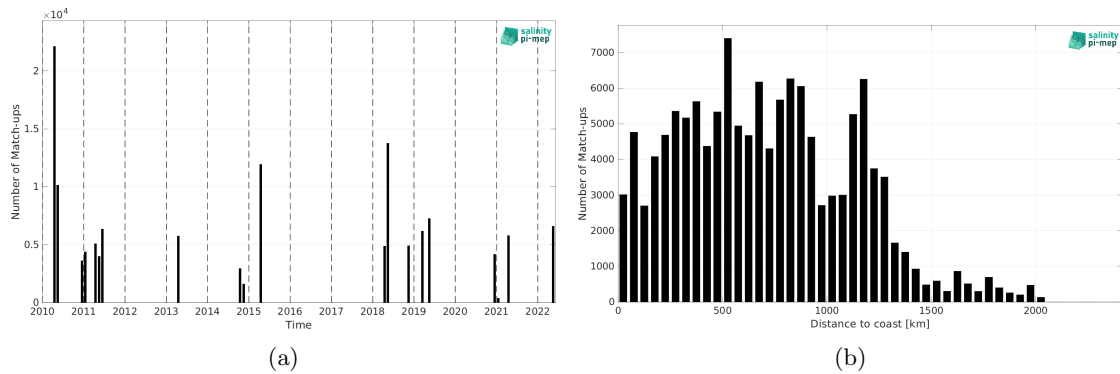 ×10⁴
salinity
pi-mep
Number of Match-ups
2
1.5
1
0.5
0
2010 2011 2012 2013 2014 2015 2016 2017 2018 2019 2020 2021 2022
Time
(a)
salinity
pi-mep
Number of Match-ups
7000
6000
5000
4000
3000
2000
1000
0
0 500 1000 1500 2000
Distance to coast [km]
(b)